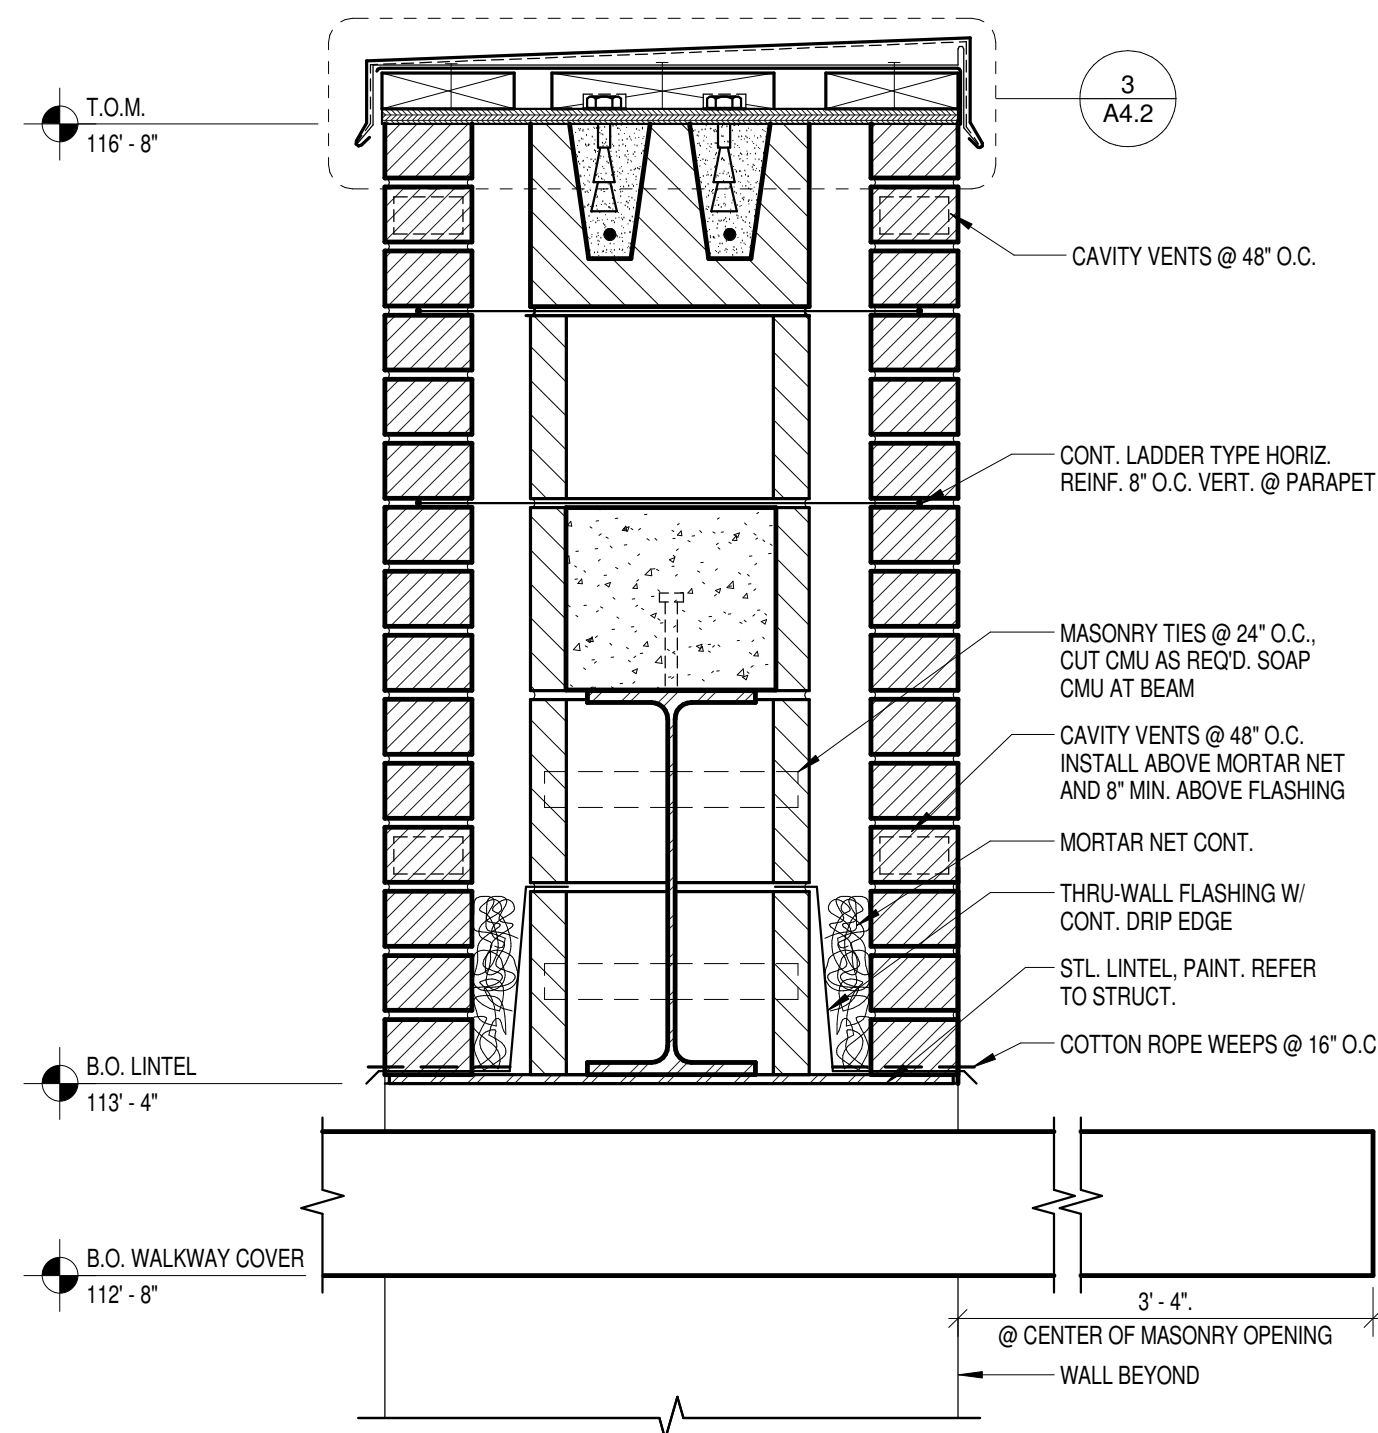 3
A4.2
T.O.M.
116' - 8"
CAVITY VENTS @ 48" O.C.
CONT. LADDER TYPE HORIZ.
REINF. 8" O.C. VERT. @ PARAPET
MASONRY TIES @ 24" O.C.,
CUT CMU AS REQ'D. SOAP
CMU AT BEAM
CAVITY VENTS @ 48" O.C.
INSTALL ABOVE MORTAR NET
AND 8" MIN. ABOVE FLASHING
MORTAR NET CONT.
THRU-WALL FLASHING W/
CONT. DRIP EDGE
STL. LINTEL, PAINT. REFER
TO STRUCT.
COTTON ROPE WEEPS @ 16" O.C
B.O. LINTEL
113' - 4"
B.O. WALKWAY COVER
112' - 8"
3' - 4".
@ CENTER OF MASONRY OPENING
WALL BEYOND